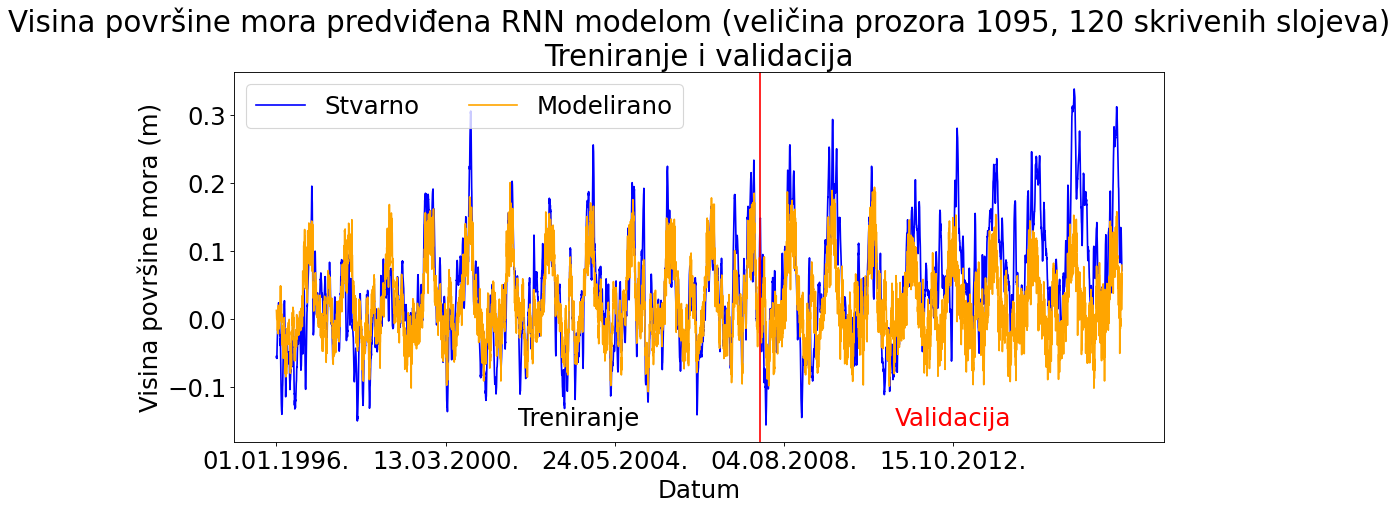 Visina površine mora predviđena RNN modelom (veličina prozora 1095, 120 skrivenih slojeva)
Treniranje i validacija
Stvarno Modelirano
Visina površine mora (m)
0.3
0.2
0.1
0.0
−0.1
Treniranje Validacija
01.01.1996. 13.03.2000. 24.05.2004. 04.08.2008. 15.10.2012.
Datum